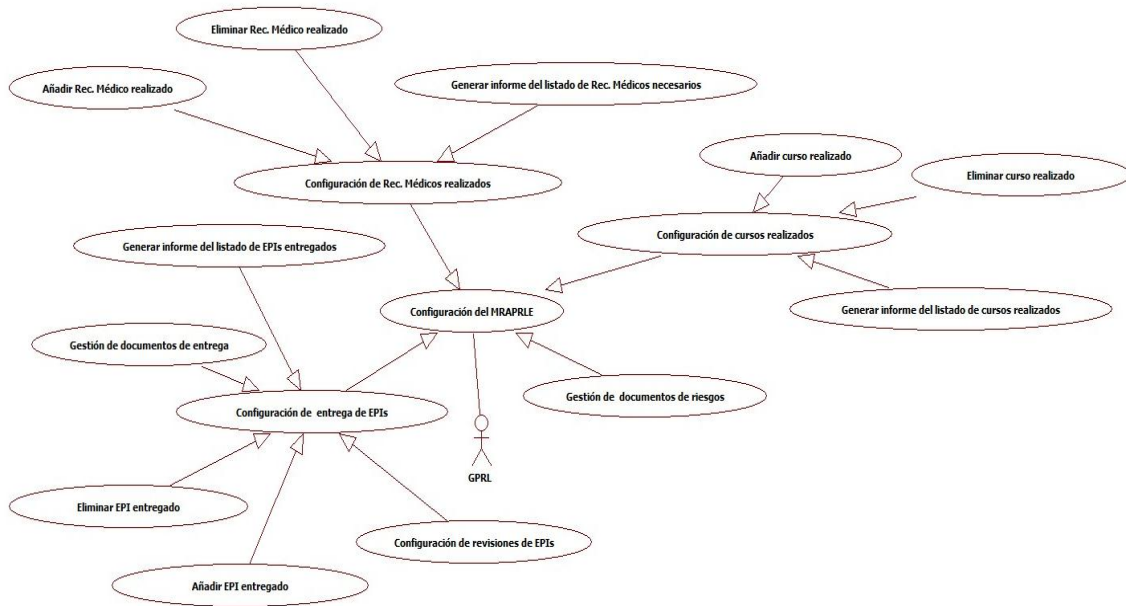 Eliminar Rec. Médico realizado
Añadir Rec. Médico realizado
Generar informe del listado de Rec. Médicos necesarios
Añadir curso realizado
Eliminar curso realizado
Configuración de Rec. Médicos realizados
Configuración de cursos realizados
Generar informe del listado de EPIs entregados
Configuración del MRAPRLE
Generar informe del listado de cursos realizados
Gestión de documentos de entrega
Gestión de documentos de riesgos
Configuración de entrega de EPIs
GPRL
Eliminar EPI entregado
Configuración de revisiones de EPIs
Añadir EPI entregado